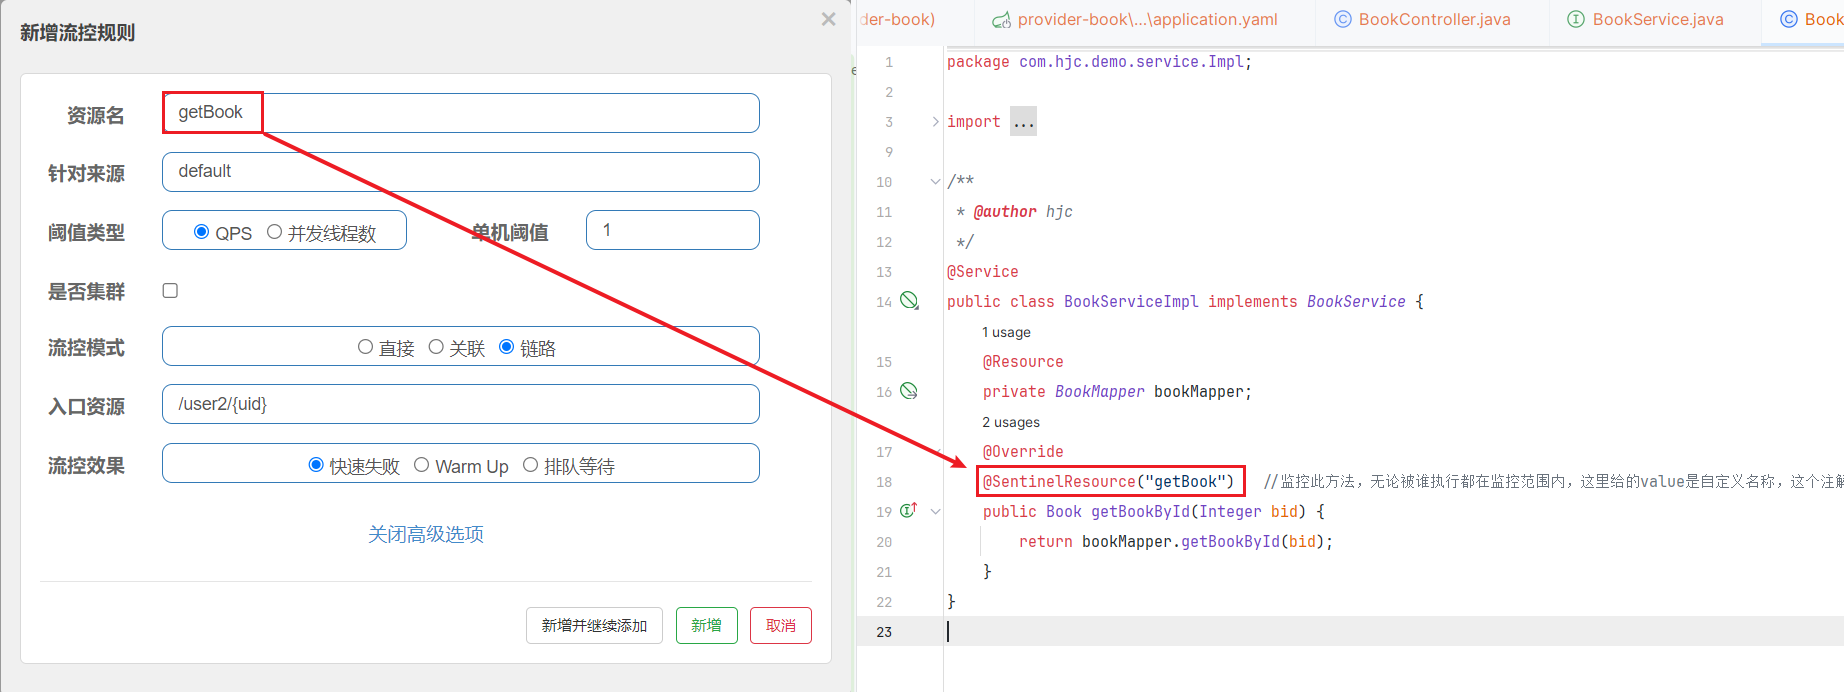 新增流控规则
×
资源名
getBook
针对来源
default
阈值类型
QPS
并发线程数
单机阈值
1
是否集群
流控模式
直接
关联
链路
入口资源
/user2/{uid}
流控效果
快速失败
Warm Up
排队等待
关闭高级选项
新增并继续添加
新增
取消
der-book)
provider-book\...\application.yaml
BookController.java
BookService.java
Book
1 package com.hjc.demo.service.Impl;
2
3 import ...
9
10 /**
11 * @author hjc
12 */
13 @Service
14 public class BookServiceImpl implements BookService {
1 usage
15 @Resource
16 private BookMapper bookMapper;
2 usages
17 @Override
18 @SentinelResource("getBook") //监控此方法，无论被谁执行都在监控范围内，这里给的value是自定义名称，这个注解
19 public Book getBookById(Integer bid) {
20 return bookMapper.getBookById(bid);
21 }
22 }
23